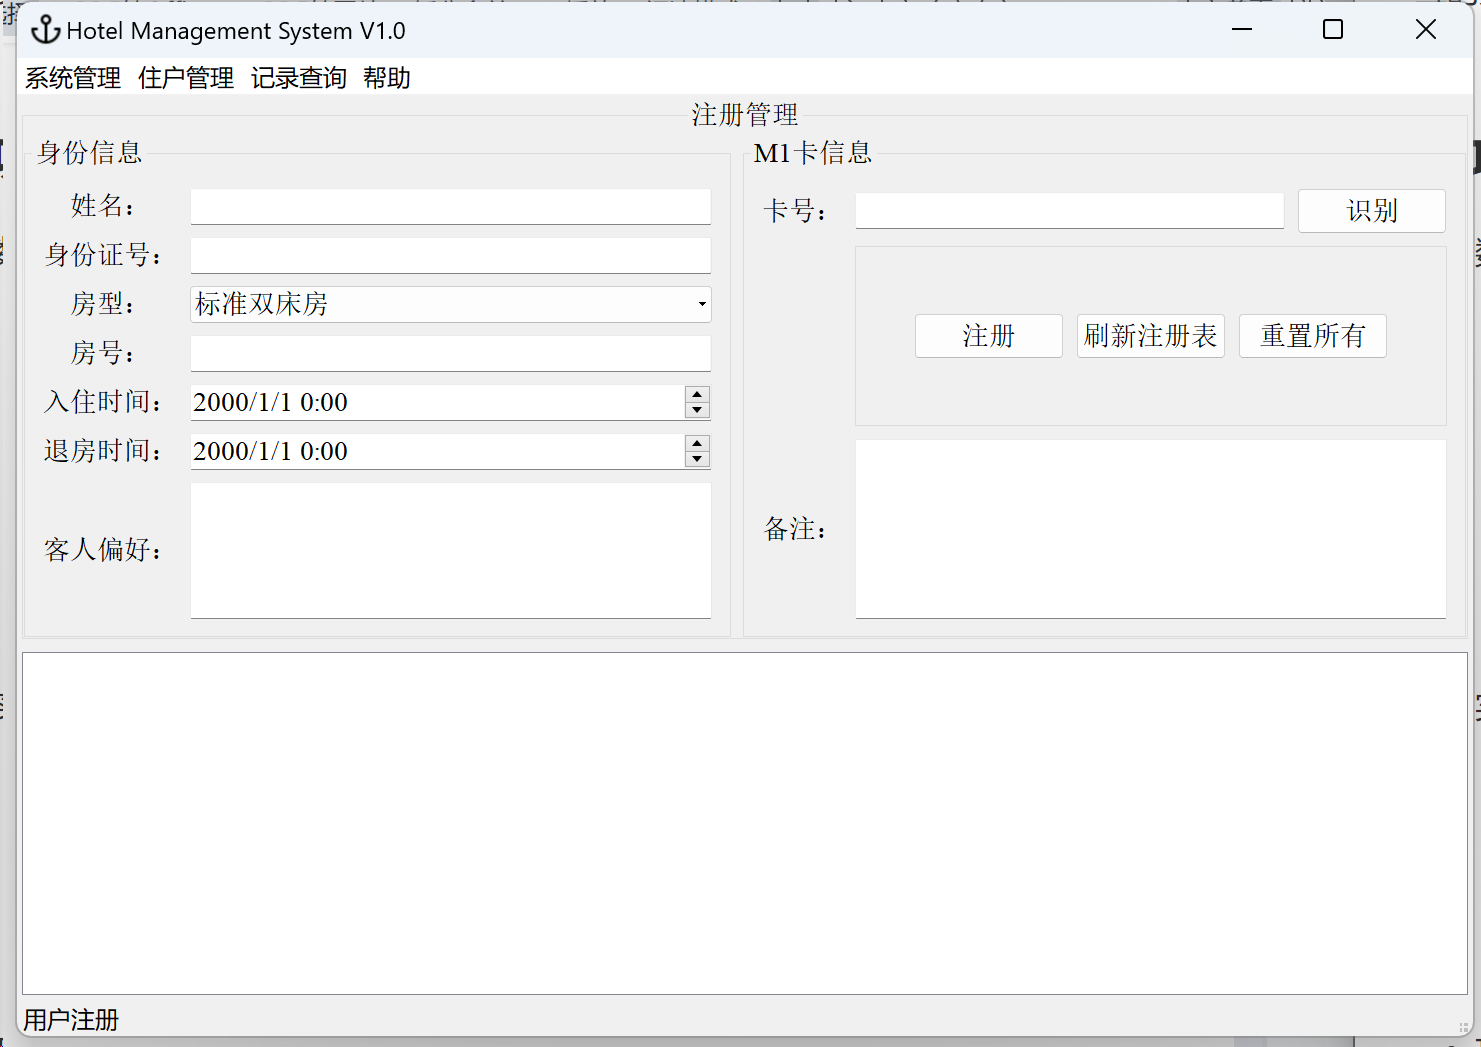 Hotel Management System V1.0
系统管理 住户管理 记录查询 帮助
注册管理
身份信息
姓名：
身份证号：
房型： 标准双床房
房号：
入住时间： 2000/1/1 0:00
退房时间： 2000/1/1 0:00
客人偏好：
M1卡信息
卡号： 识别
注册 刷新注册表 重置所有
备注：
用户注册